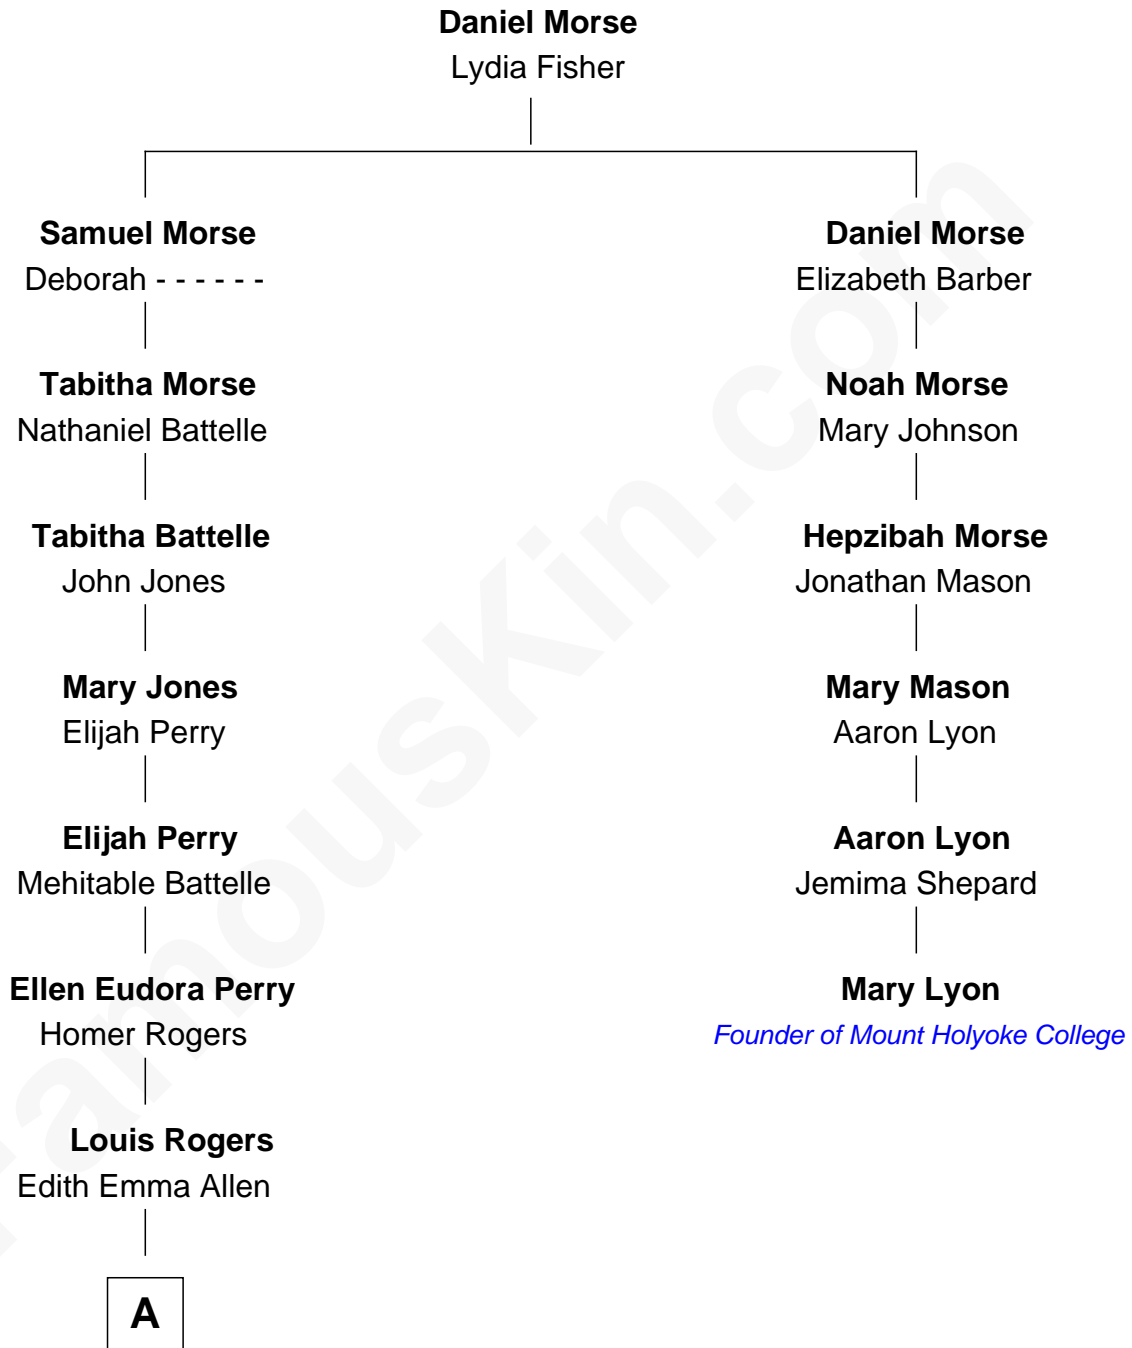 Daniel Morse
Lydia Fisher
Samuel Morse
Deborah - - - - - -
Daniel Morse
Elizabeth Barber
Tabitha Morse
Nathaniel Battelle
Noah Morse
Mary Johnson
Tabitha Battelle
John Jones
Hepzibah Morse
Jonathan Mason
Mary Jones
Elijah Perry
Mary Mason
Aaron Lyon
Elijah Perry
Mehitable Battelle
Aaron Lyon
Jemima Shepard
Ellen Eudora Perry
Homer Rogers
Mary Lyon
Founder of Mount Holyoke College
Louis Rogers
Edith Emma Allen
A
FamousKin.com